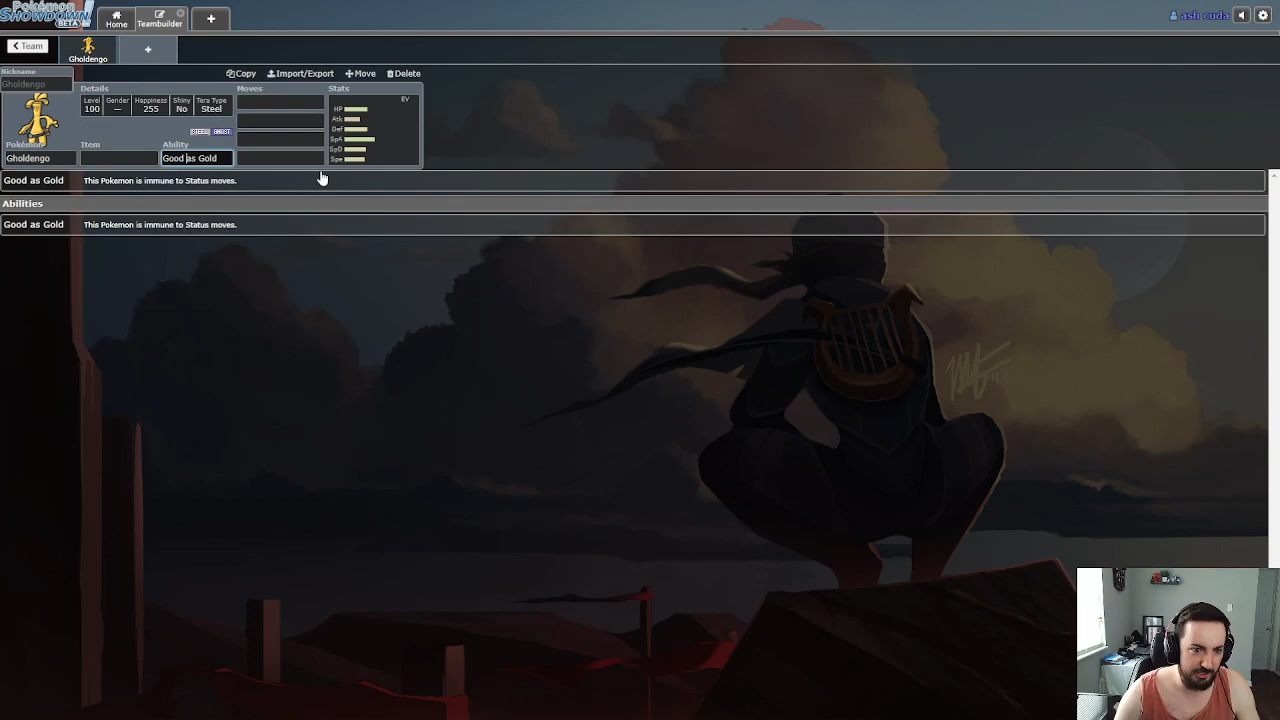 Pokémon
SHOWDOWN!
BETA
Home
Teambuilder
+
ash cuda
< Team
Gholdengo
+
Nickname
Gholdengo
Copy Import/Export Move Delete
Details
Level Gender Happiness Shiny Tera Type
100 — 255 No Steel
STEEL GHOST
Moves
Stats
EV
HP
Atk
Def
SpA
SpD
Spe
Pokémon Item Ability
Gholdengo Good as Gold
Good as Gold This Pokemon is immune to Status moves.
Abilities
Good as Gold This Pokemon is immune to Status moves.